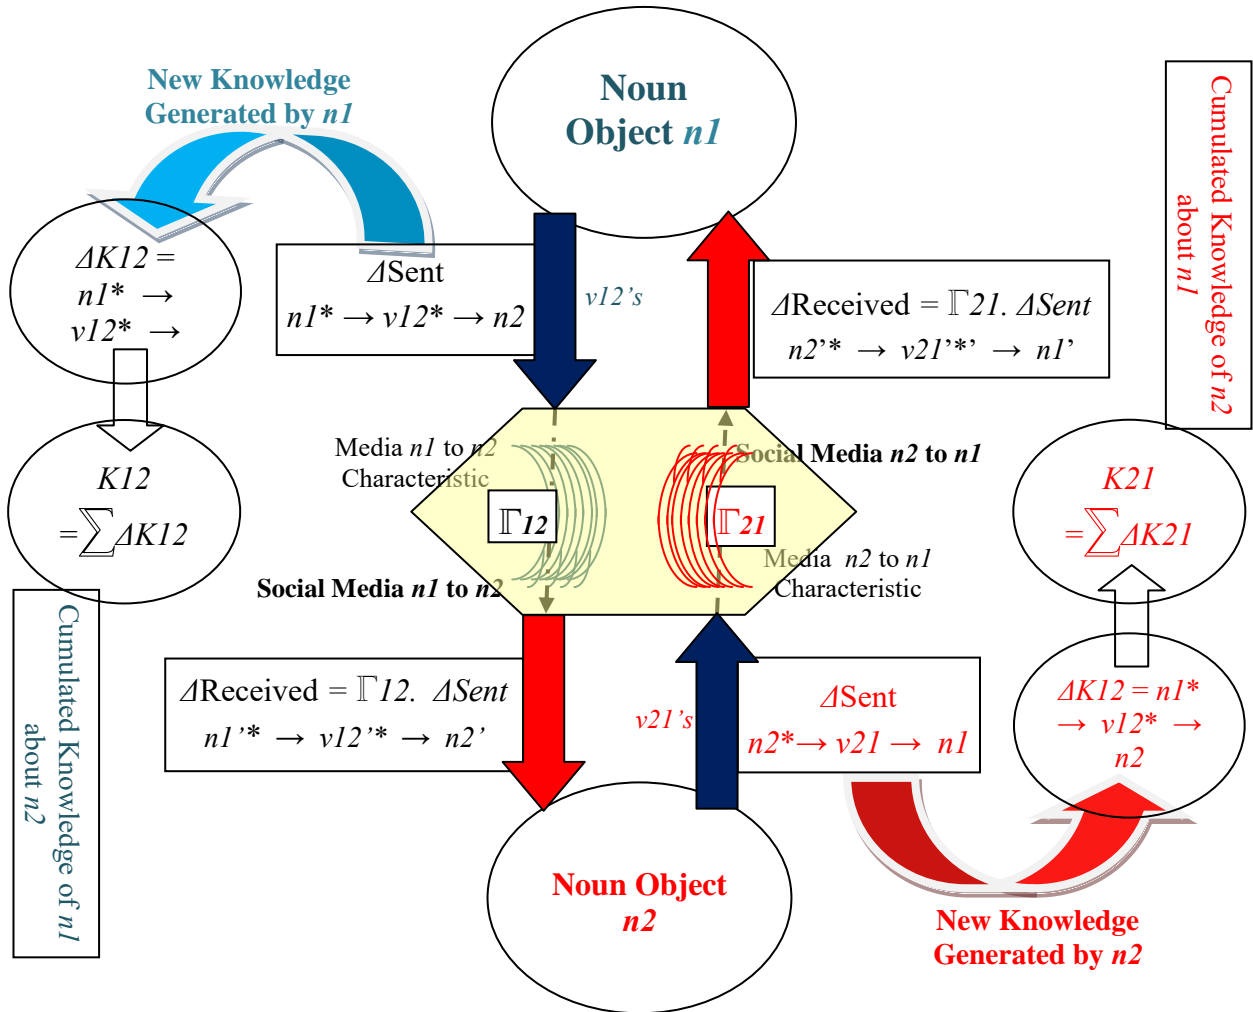 New Knowledge
Generated by n1
Noun
Object n1
Cumulated Knowledge of n2
about n1
ΔK12 =
n1* →
v12* →
ΔSent
n1* → v12* → n2
v12's
ΔReceived = Γ21. ΔSent
n2'* → v21'*' → n1'
Media n1 to n2
Characteristic
Social Media n2 to n1
K12
=∑ΔK12
Γ12
Γ21
K21
=∑ΔK21
Media n2 to n1
Characteristic
Social Media n1 to n2
Cumulated Knowledge of n1
about n2
ΔReceived = Γ12. ΔSent
n1'* → v12'* → n2'
v21's
ΔSent
n2*→ v21 → n1
ΔK12 = n1*
→ v12* →
n2
Noun Object
n2
New Knowledge
Generated by n2